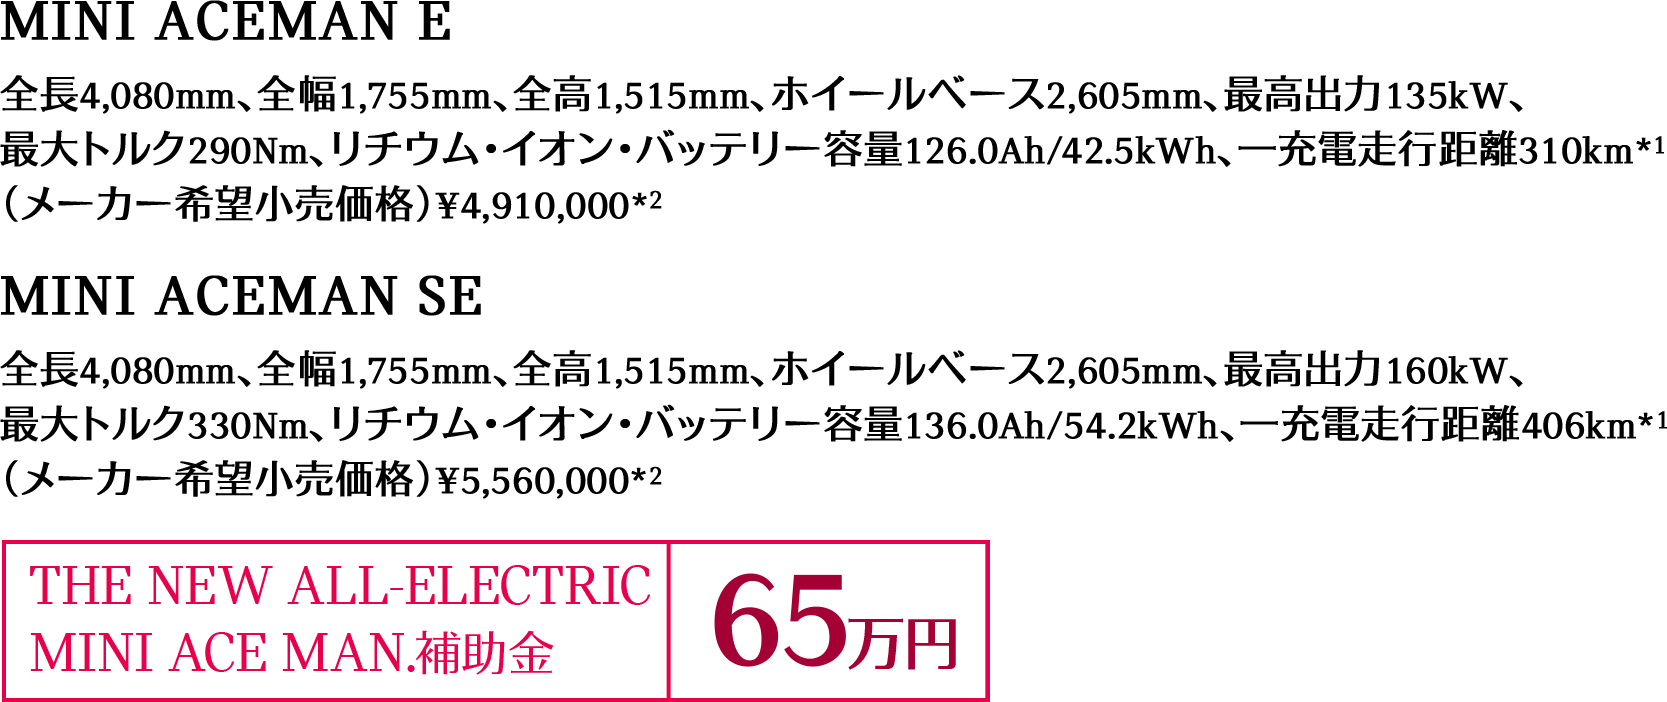 MINI ACEMAN E
全長4,080mm、全幅1,755mm、全高1,515mm、ホイールベース2,605mm、最高出力135kW、
最大トルク290Nm、リチウム・イオン・バッテリー容量126.0Ah/42.5kWh、一充電走行距離310km*1
（メーカー希望小売価格）¥4,910,000*2
MINI ACEMAN SE
全長4,080mm、全幅1,755mm、全高1,515mm、ホイールベース2,605mm、最高出力160kW、
最大トルク330Nm、リチウム・イオン・バッテリー容量136.0Ah/54.2kWh、一充電走行距離406km*1
（メーカー希望小売価格）¥5,560,000*2
THE NEW ALL-ELECTRIC
MINI ACE MAN.補助金
65万円